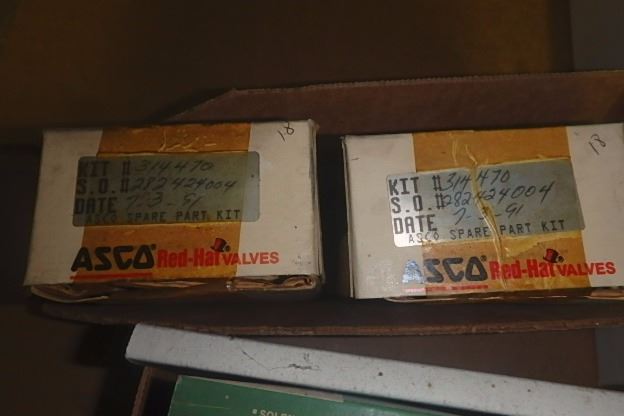 18
KIT # 314470
S.O. # 282424004
DATE 7-3-91
ASCO SPARE PART KIT
ASCO Red-Hat VALVES
18
KIT # 314470
S.O. # 282424004
DATE 7-3-91
ASCO SPARE PART KIT
ASCO Red-Hat VALVES